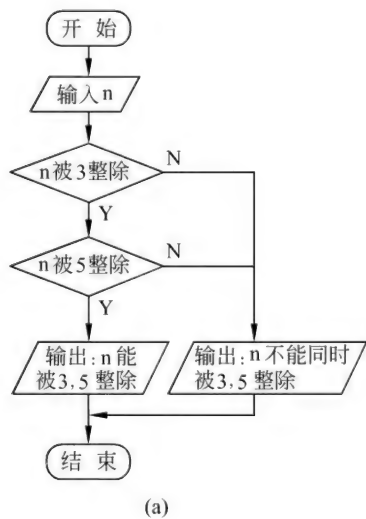 开 始
输入n
n被3整除
N
Y
n被5整除
N
Y
输出:n能
被3,5整除
输出:n不能同时
被3,5整除
结 束
(a)